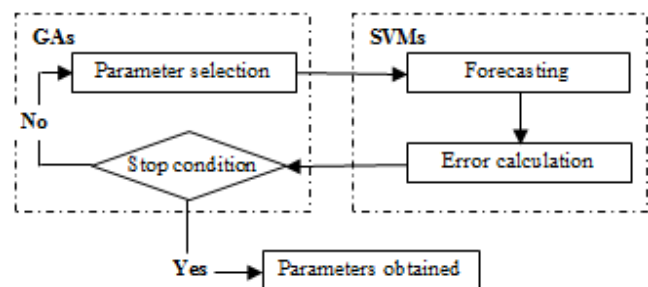 GAs
SVMs
Parameter selection
Forecasting
No
Stop condition
Error calculation
Yes
Parameters obtained